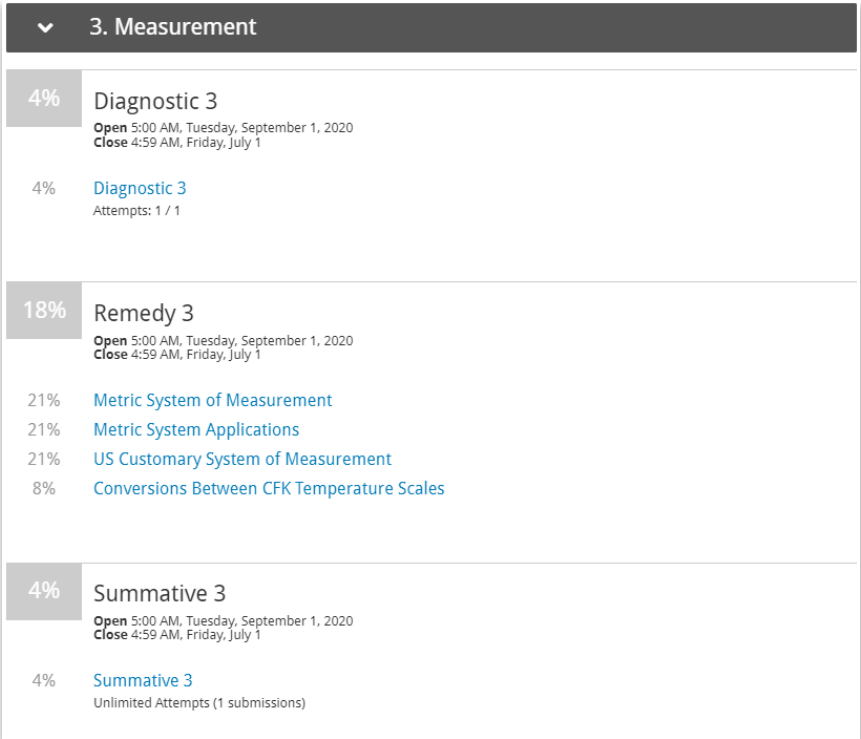 3. Measurement
4%
Diagnostic 3
Open 5:00 AM, Tuesday, September 1, 2020
Close 4:59 AM, Friday, July 1
4% Diagnostic 3
Attempts: 1 / 1
18%
Remedy 3
Open 5:00 AM, Tuesday, September 1, 2020
Close 4:59 AM, Friday, July 1
21% Metric System of Measurement
21% Metric System Applications
21% US Customary System of Measurement
8% Conversions Between CFK Temperature Scales
4%
Summative 3
Open 5:00 AM, Tuesday, September 1, 2020
Close 4:59 AM, Friday, July 1
4% Summative 3
Unlimited Attempts (1 submissions)